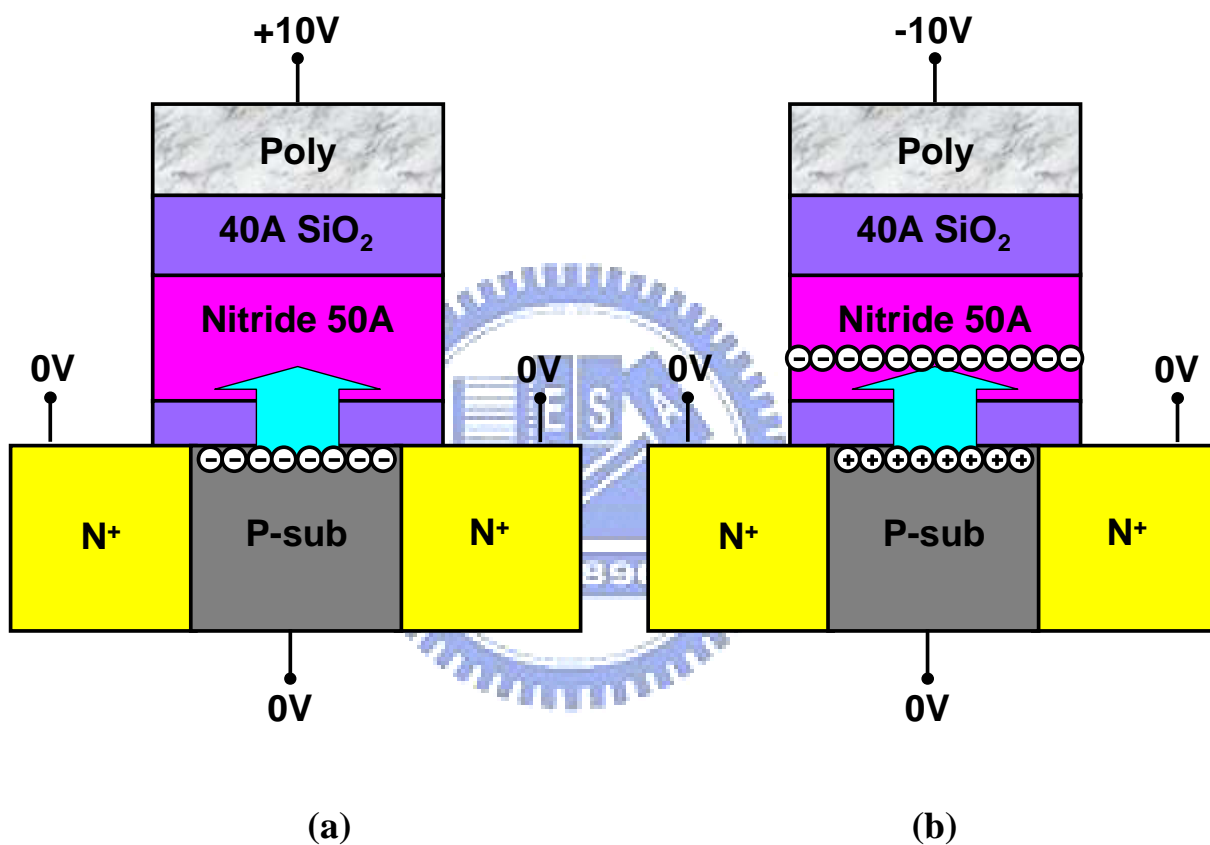 +10V
-10V
Poly
Poly
40A SiO₂
40A SiO₂
Nitride 50A
Nitride 50A
0V
0V
0V
0V
N⁺
P-sub
N⁺
N⁺
P-sub
N⁺
0V
0V
(a)
(b)